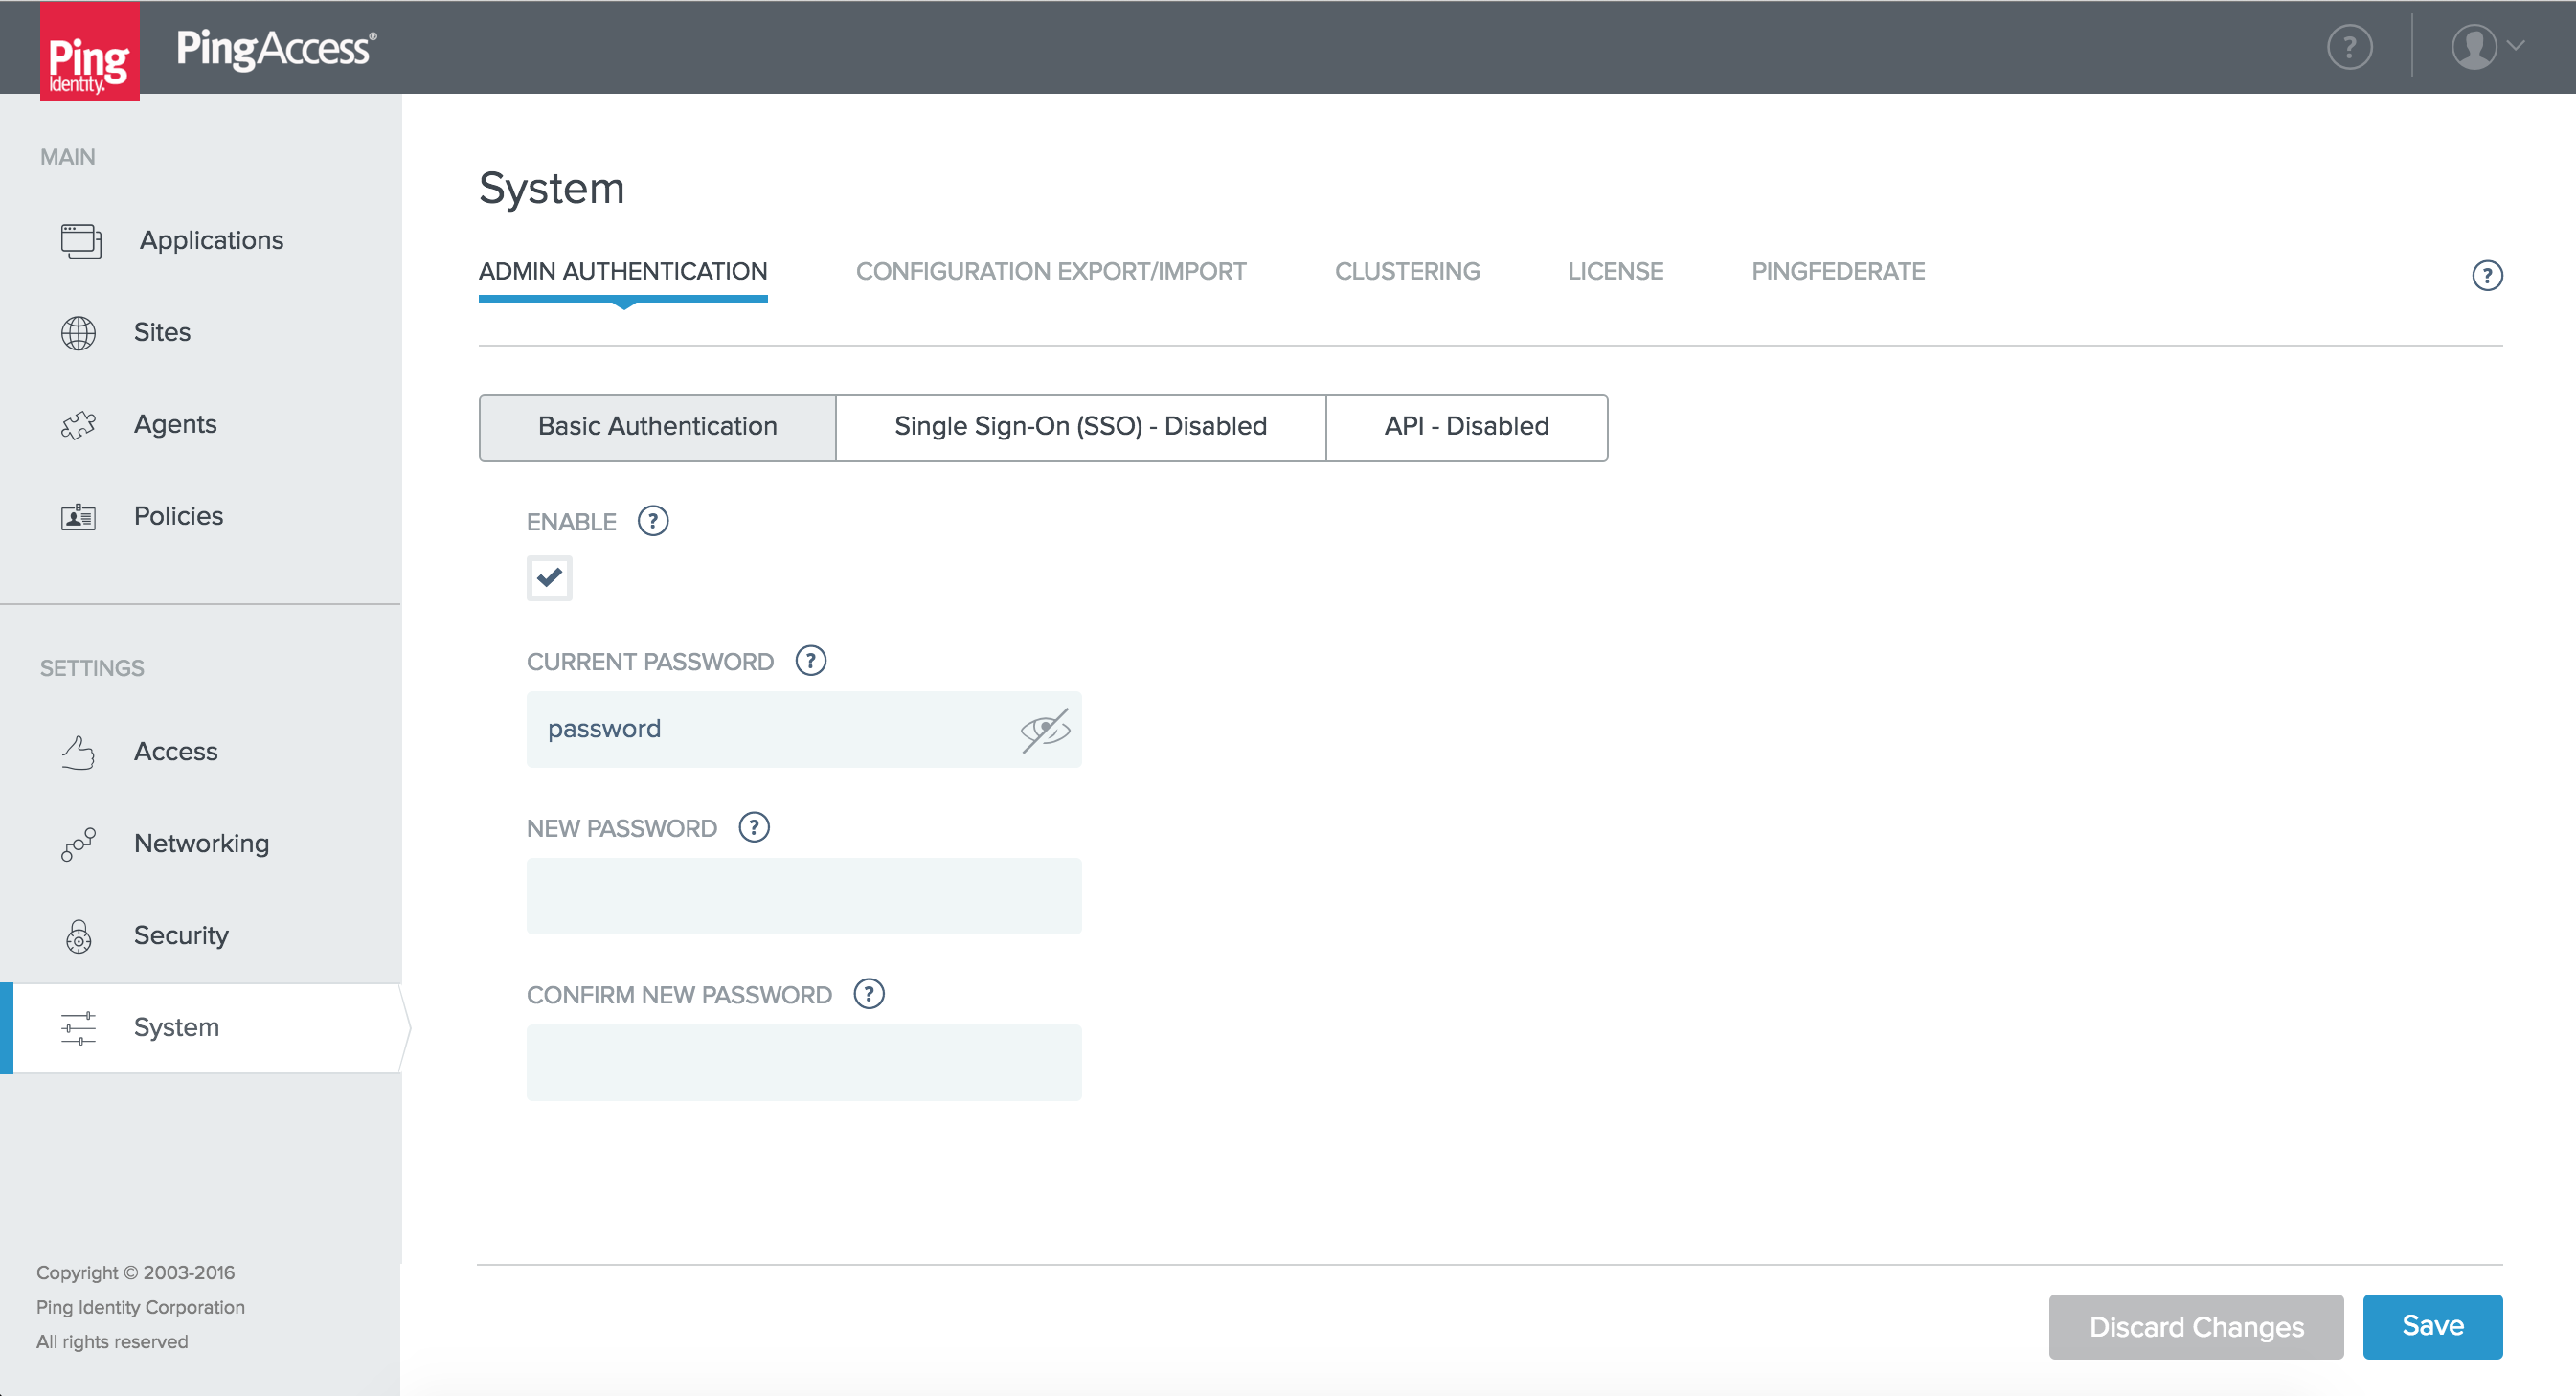 Ping
Identity.
PingAccess®
MAIN
Applications
Sites
Agents
Policies
SETTINGS
Access
Networking
Security
System
Copyright © 2003-2016
Ping Identity Corporation
All rights reserved
System
ADMIN AUTHENTICATION CONFIGURATION EXPORT/IMPORT CLUSTERING LICENSE PINGFEDERATE ?
Basic Authentication Single Sign-On (SSO) - Disabled API - Disabled
ENABLE ?
CURRENT PASSWORD ?
password
NEW PASSWORD ?
CONFIRM NEW PASSWORD ?
Discard Changes Save
?